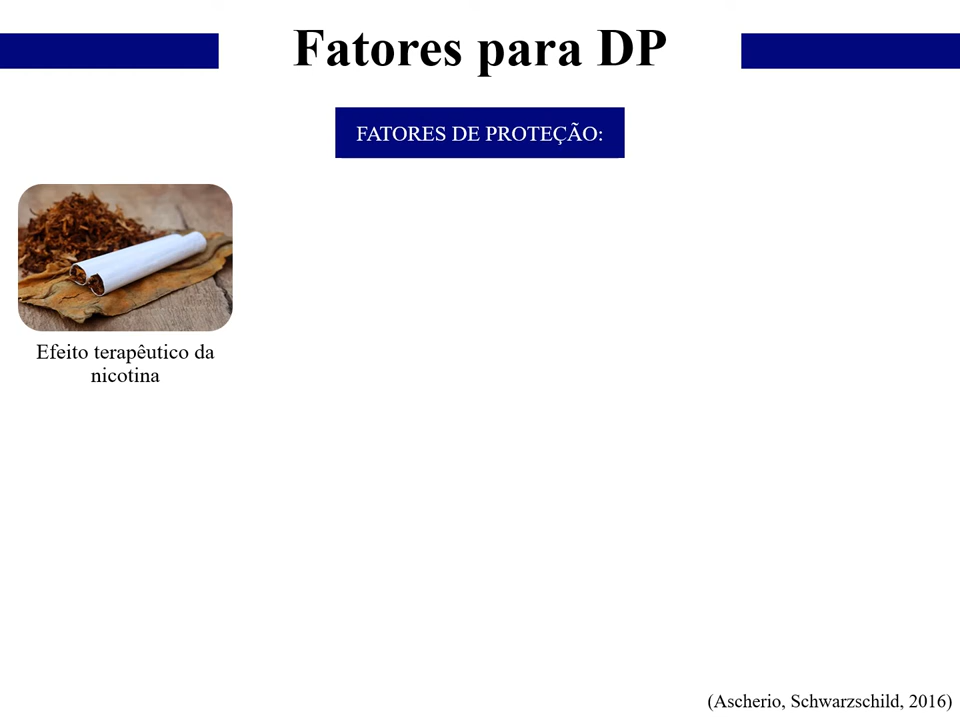 Fatores para DP
FATORES DE PROTEÇÃO:
Efeito terapêutico da
nicotina
(Ascherio, Schwarzschild, 2016)